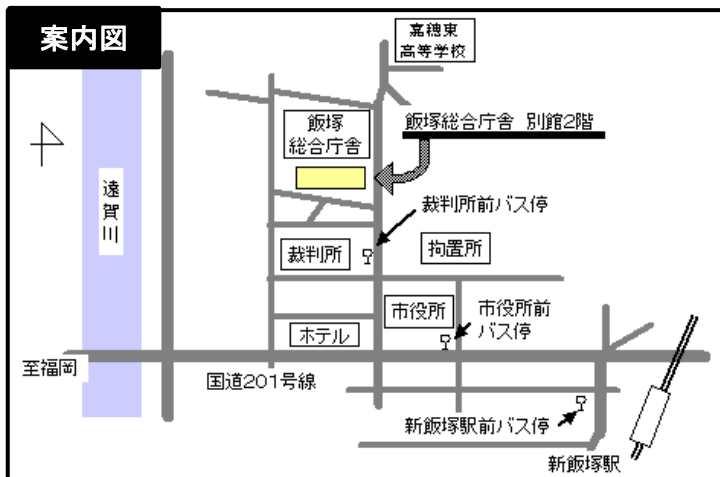 案内図
嘉穂東
高等学校
飯塚
総合庁舎
飯塚総合庁舎 別館2階
遠賀川
裁判所前バス停
裁判所
拘置所
市役所
市役所前
バス停
ホテル
至福岡
国道201号線
新飯塚駅前バス停
新飯塚駅